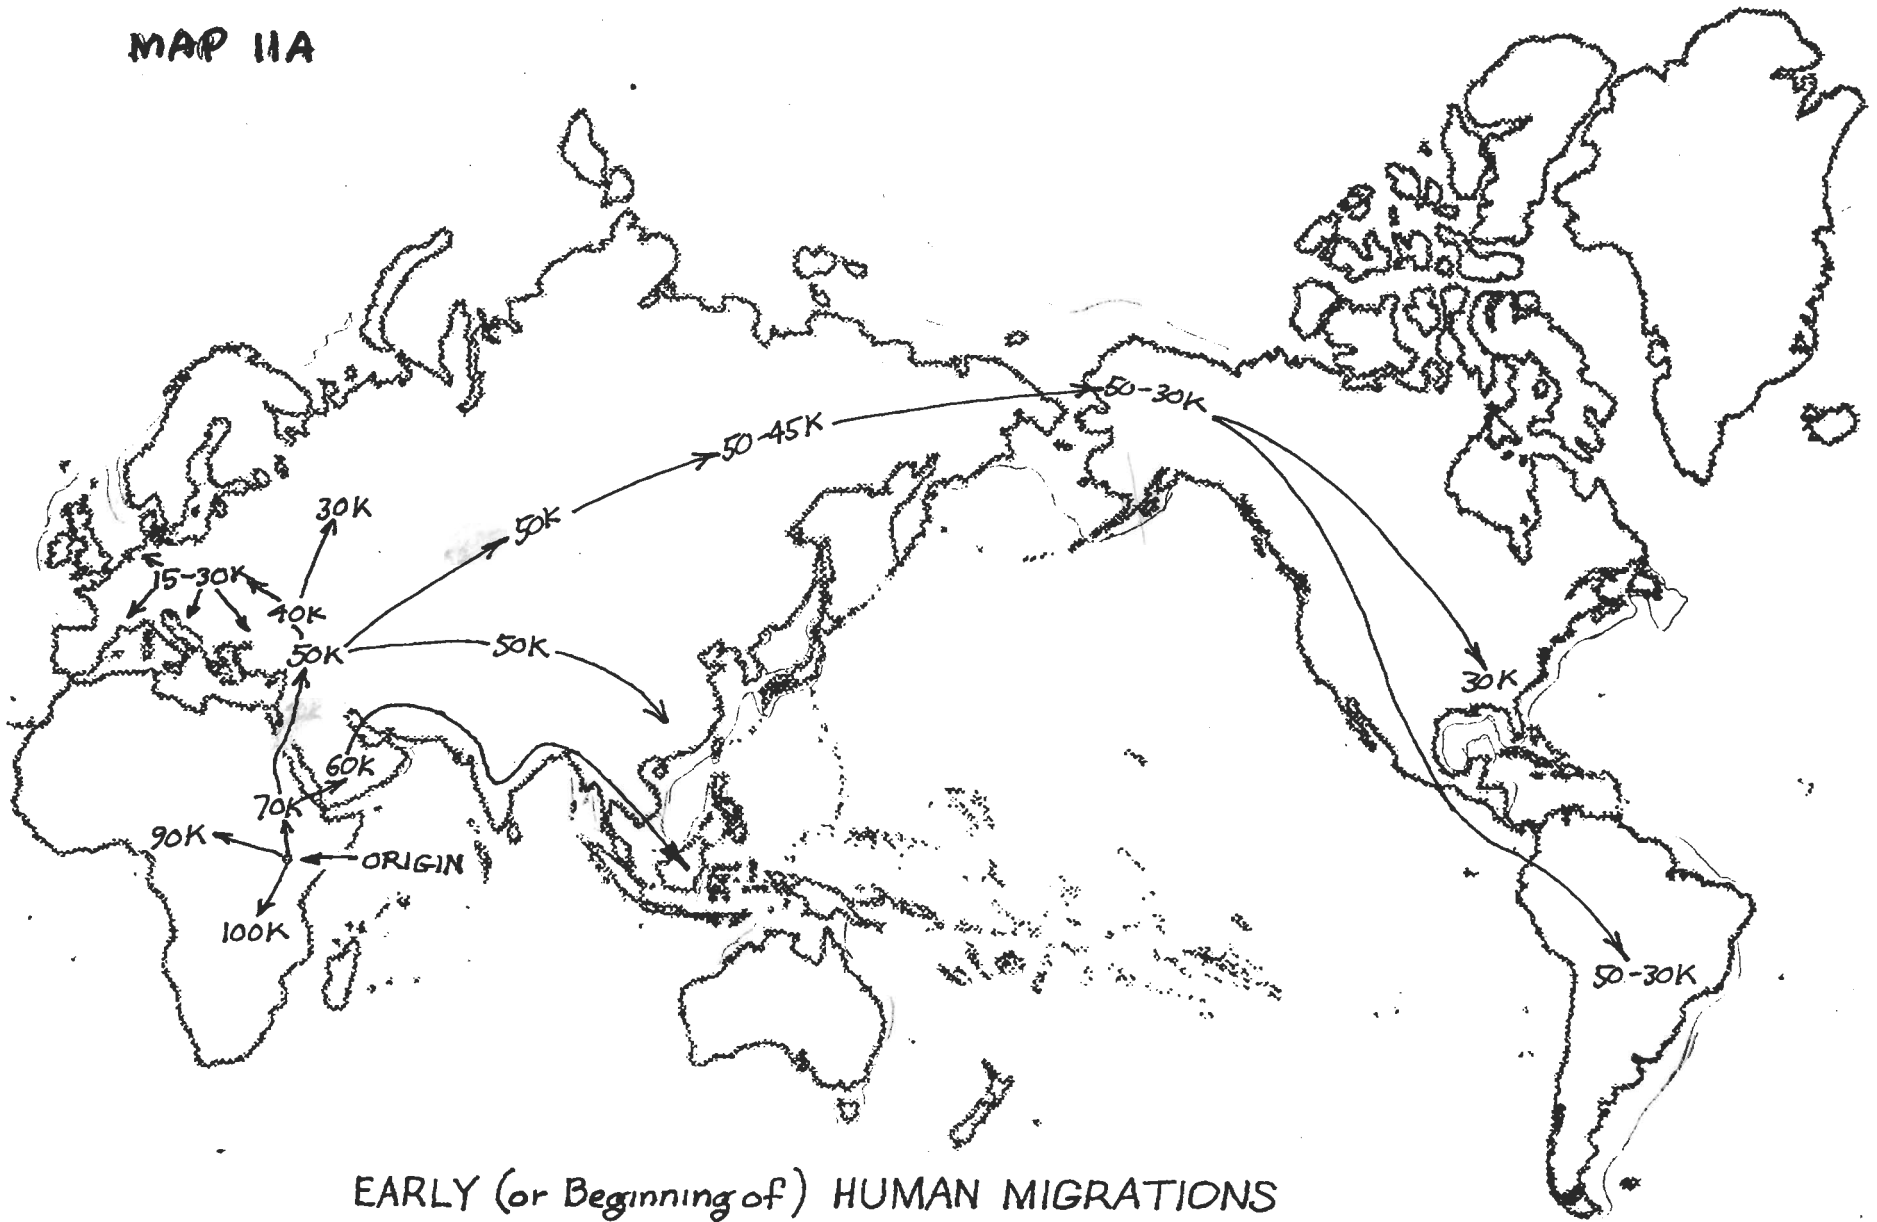 MAP 11A
50-30K
50-45K
30K
50K
15-30K
40K
50K
50K
30K
60K
70K
90K
ORIGIN
100K
50-30K
EARLY (or Beginning of) HUMAN MIGRATIONS